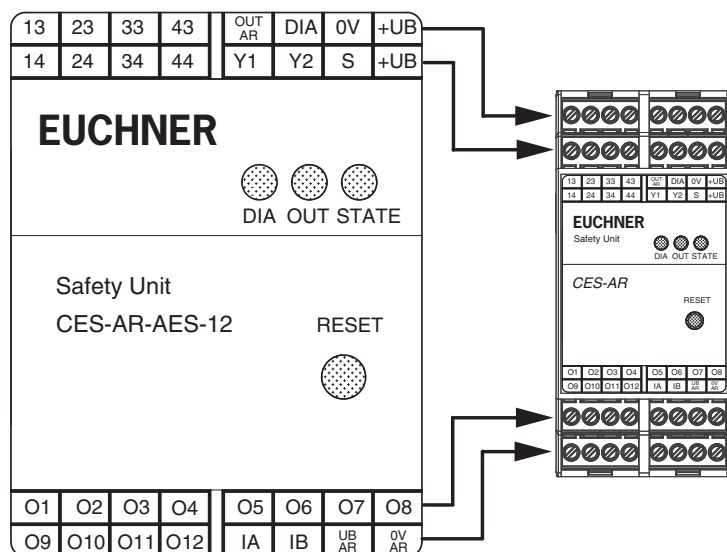 13 23 33 43 OUT AR DIA 0V +UB
14 24 34 44 Y1 Y2 S +UB
EUCHNER
DIA OUT STATE
Safety Unit
CES-AR-AES-12
RESET
O1 O2 O3 O4 O5 O6 O7 O8
O9 O10 O11 O12 IA IB UB AR 0V AR
13 23 33 43 OUT AR DIA 0V +UB
14 24 34 44 Y1 Y2 S +UB
EUCHNER
Safety Unit
DIA OUT STATE
CES-AR
RESET
O1 O2 O3 O4 O5 O6 O7 O8
O9 O10 O11 O12 IA IB UB AR 0V AR